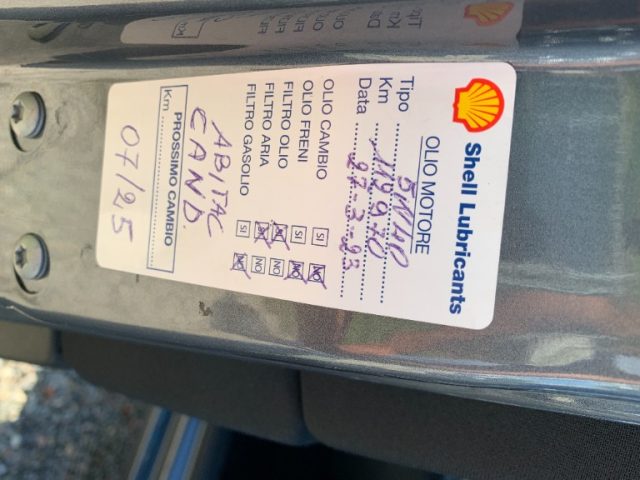 Shell Lubricants
OLIO MOTORE
Tipo 5W40
Km
Data 27-3-23
OLIO CAMBIO SI NO
OLIO FRENI SI NO
FILTRO OLIO SI NO
FILTRO ARIA SI NO
FILTRO GASOLIO SI NO
ABITAC
CAND.
PROSSIMO CAMBIO
Km
07/25